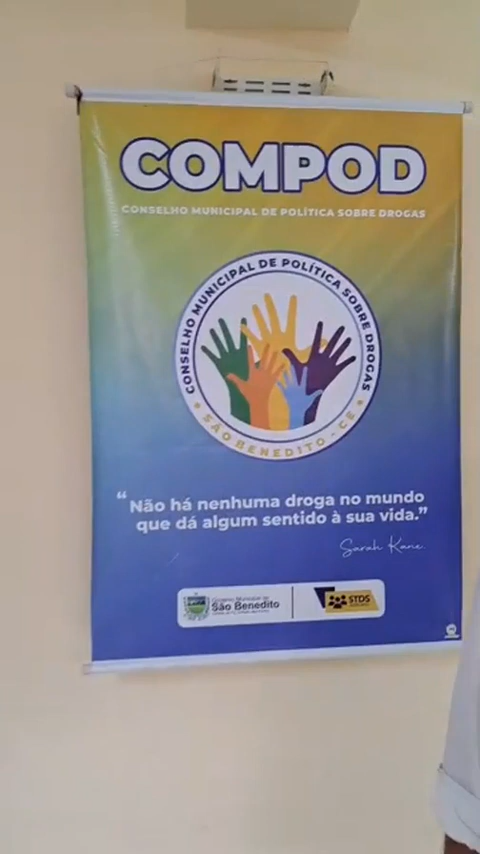 COMPOD
CONSELHO MUNICIPAL DE POLÍTICA SOBRE DROGAS
CONSELHO MUNICIPAL DE POLÍTICA SOBRE DROGAS
SÃO BENEDITO - CE
“Não há nenhuma droga no mundo
que dá algum sentido à sua vida.”
Sarah Kane.
Governo Municipal de
São Benedito
STDS